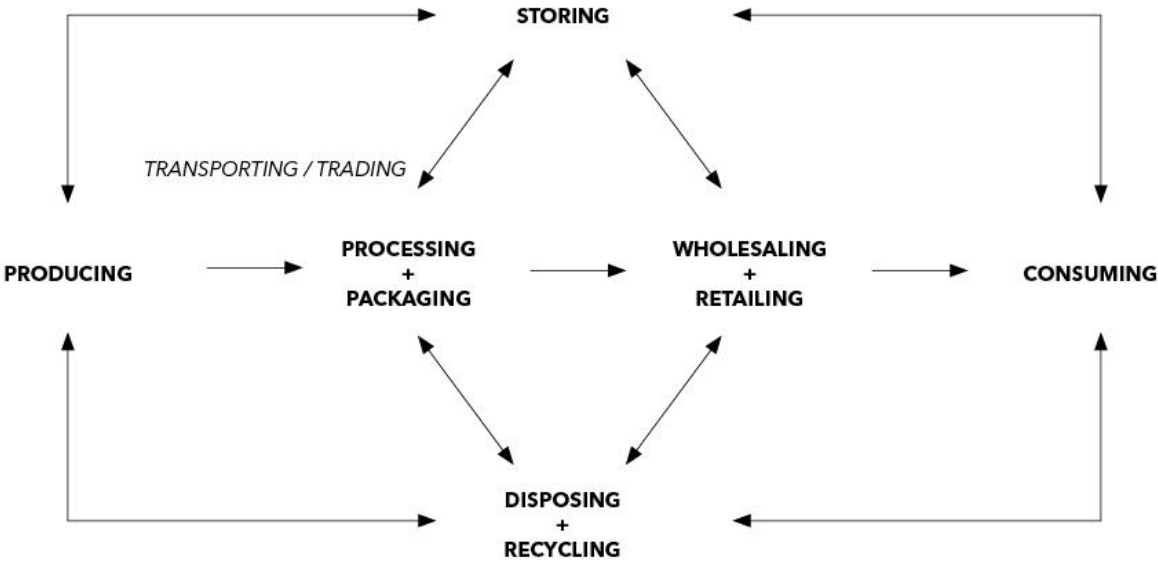 STORING
TRANSPORTING / TRADING
PRODUCING
PROCESSING
+
PACKAGING
WHOLESALING
+
RETAILING
CONSUMING
DISPOSING
+
RECYCLING